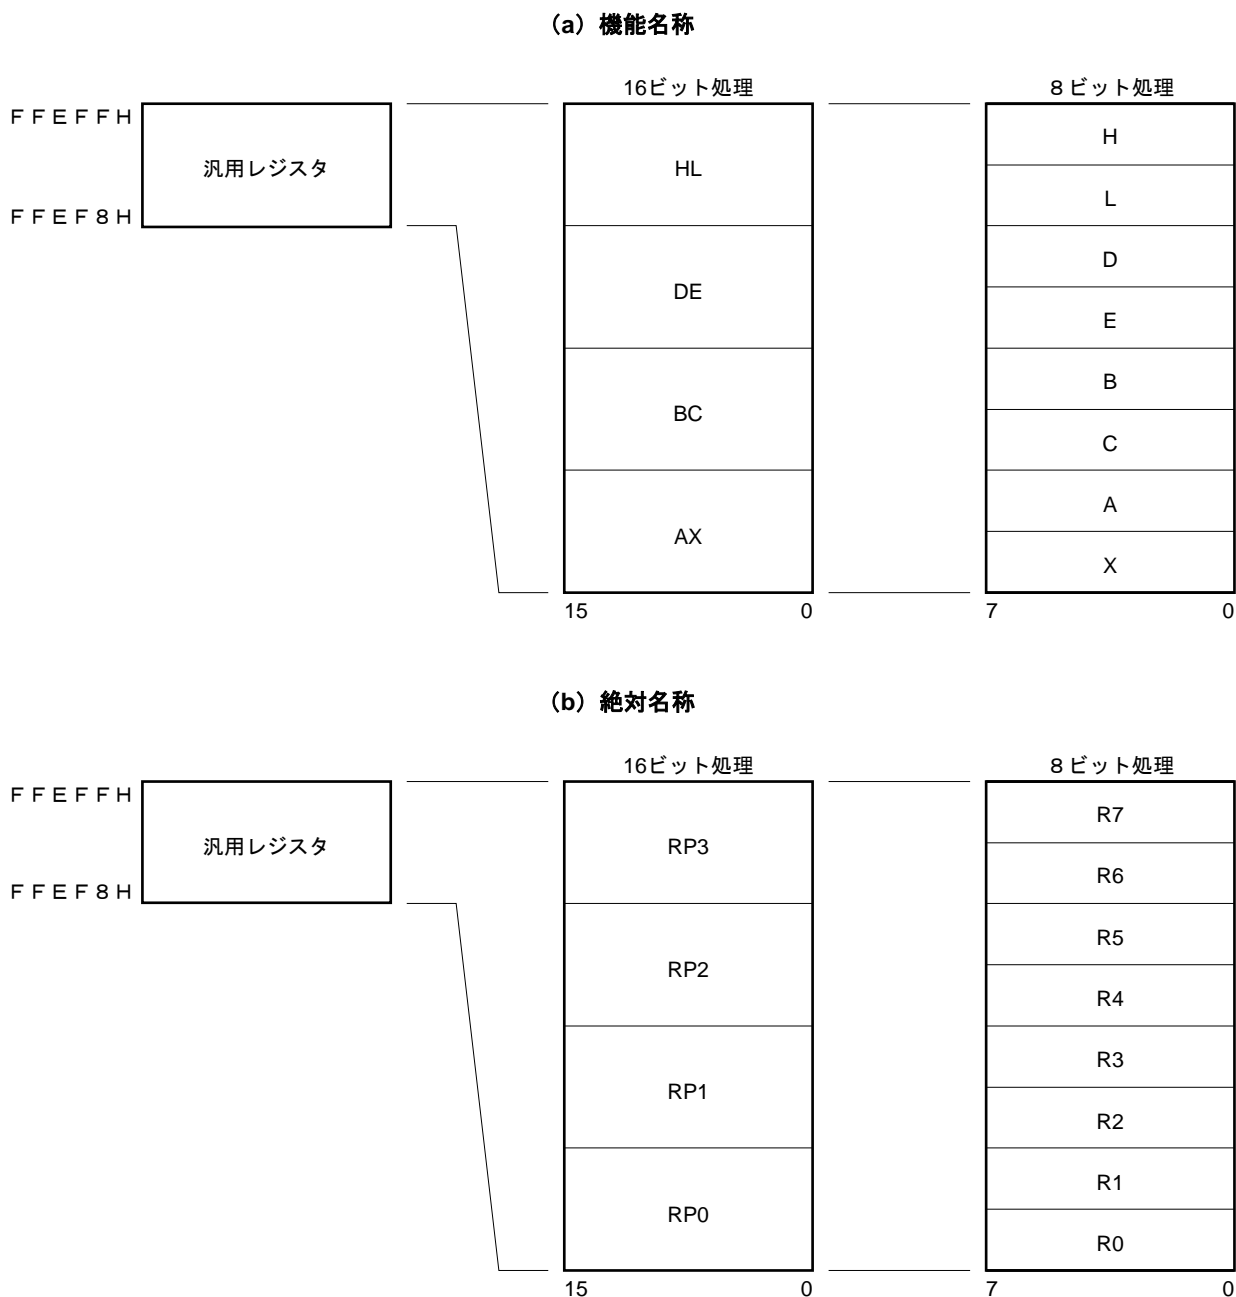 （a）機能名称
16ビット処理
８ビット処理
ＦＦＥＦＦＨ
汎用レジスタ
ＦＦＥＦ８Ｈ
HL
DE
BC
AX
15
0
H
L
D
E
B
C
A
X
7
0
（b）絶対名称
16ビット処理
８ビット処理
ＦＦＥＦＦＨ
汎用レジスタ
ＦＦＥＦ８Ｈ
RP3
RP2
RP1
RP0
15
0
R7
R6
R5
R4
R3
R2
R1
R0
7
0